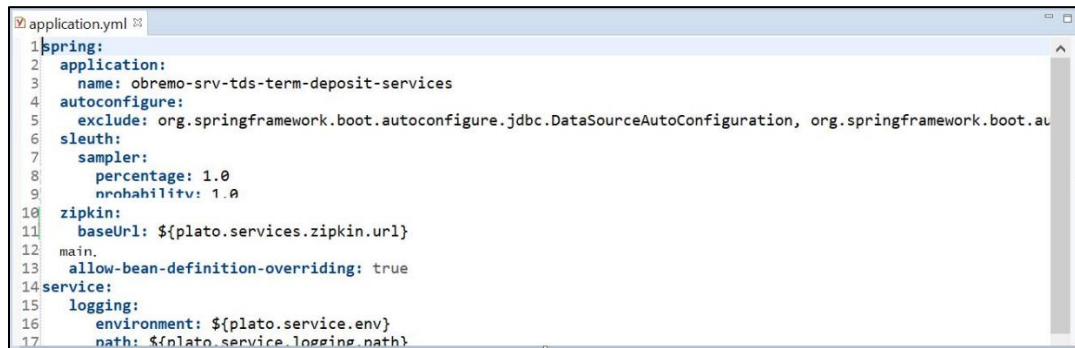 application.yml
1 spring:
2   application:
3     name: obremo-srv-tds-term-deposit-services
4   autoconfigure:
5     exclude: org.springframework.boot.autoconfigure.jdbc.DataSourceAutoConfiguration, org.springframework.boot.au
6   sleuth:
7     sampler:
8       percentage: 1.0
9       probability: 1.0
10   zipkin:
11     baseUrl: ${plato.services.zipkin.url}
12   main.
13    allow-bean-definition-overriding: true
14 service:
15    logging:
16       environment: ${plato.service.env}
17       path: ${plato.service.logging.path}